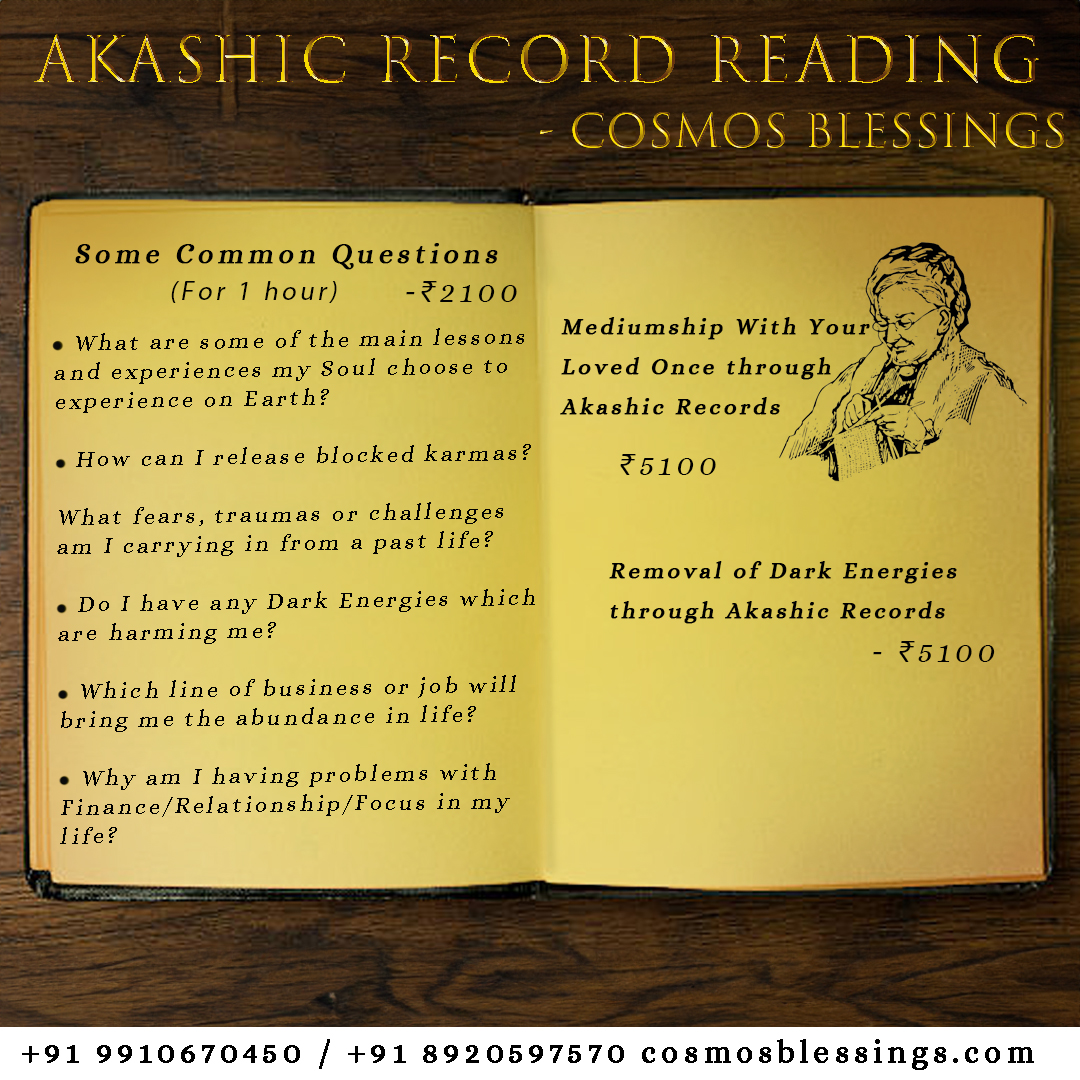 AKASHIC RECORD READING
- COSMOS BLESSINGS
Some Common Questions
(For 1 hour) -₹2100
• What are some of the main lessons
and experiences my Soul choose to
experience on Earth?
• How can I release blocked karmas?
What fears, traumas or challenges
am I carrying in from a past life?
• Do I have any Dark Energies which
are harming me?
• Which line of business or job will
bring me the abundance in life?
• Why am I having problems with
Finance/Relationship/Focus in my
life?
Mediumship With Your
Loved Once through
Akashic Records
₹5100
Removal of Dark Energies
through Akashic Records
- ₹5100
+91 9910670450 / +91 8920597570 cosmosblessings.com